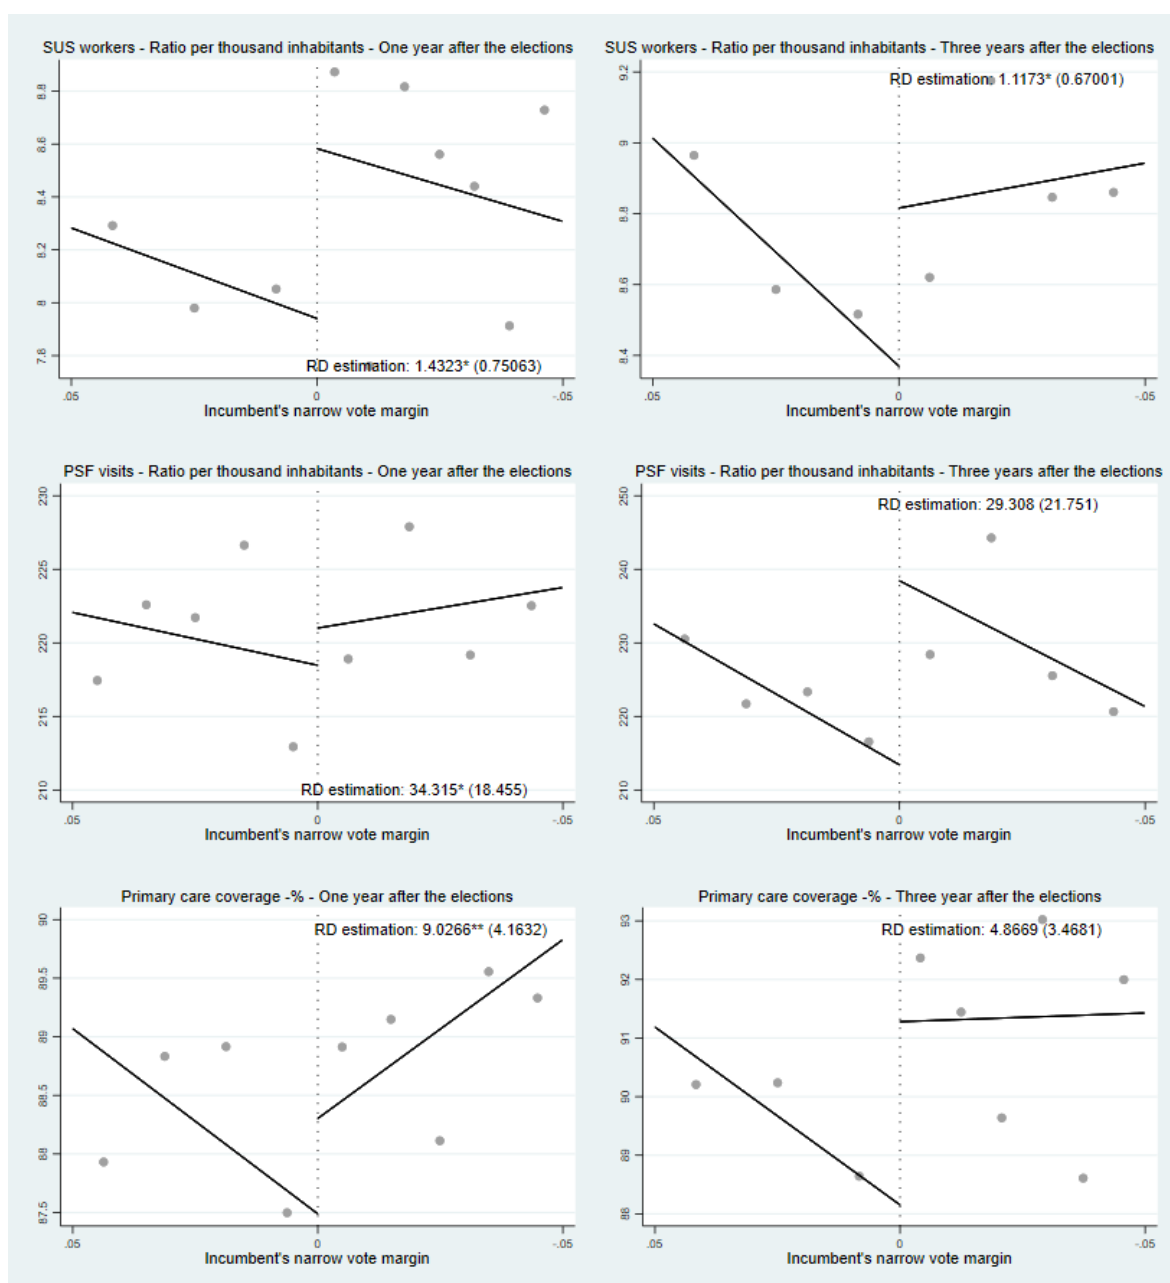 SUS workers - Ratio per thousand inhabitants - One year after the elections
8.8
8.6
8.4
8.2
8
7.8
RD estimation: 1.4323* (0.75063)
.05
0
-.05
Incumbent's narrow vote margin
SUS workers - Ratio per thousand inhabitants - Three years after the elections
9.2
9
8.8
8.6
8.4
RD estimation: 1.1173* (0.67001)
.05
0
-.05
Incumbent's narrow vote margin
PSF visits - Ratio per thousand inhabitants - One year after the elections
230
225
220
215
210
RD estimation: 34.315* (18.455)
.05
0
-.05
Incumbent's narrow vote margin
PSF visits - Ratio per thousand inhabitants - Three years after the elections
250
240
230
220
210
RD estimation: 29.308 (21.751)
.05
0
-.05
Incumbent's narrow vote margin
Primary care coverage -% - One year after the elections
90
89.5
89
88.5
88
87.5
RD estimation: 9.0266** (4.1632)
.05
0
-.05
Incumbent's narrow vote margin
Primary care coverage -% - Three year after the elections
93
92
91
90
89
88
RD estimation: 4.8669 (3.4681)
.05
0
-.05
Incumbent's narrow vote margin